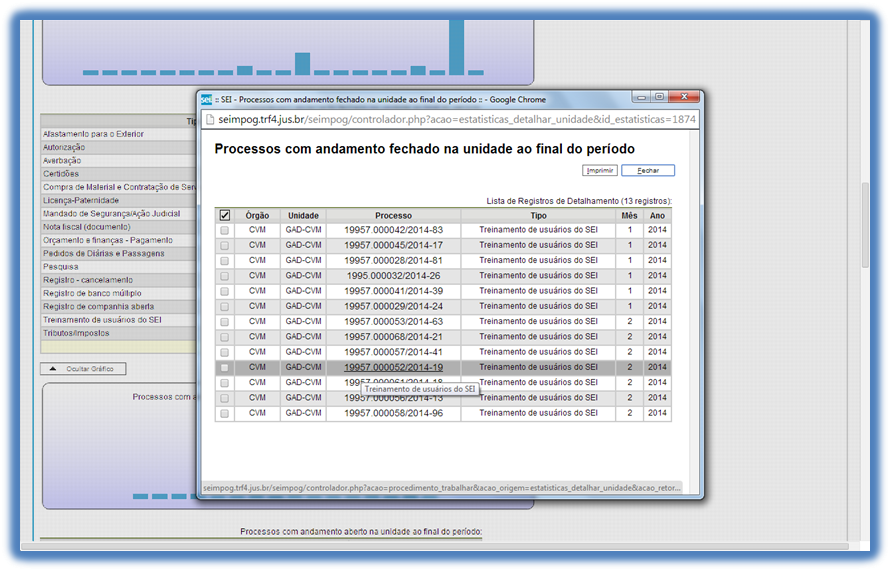 sei :: SEI - Processos com andamento fechado na unidade ao final do período :: - Google Chrome
seimpog.trf4.jus.br/seimpog/controlador.php?acao=estatisticas_detalhar_unidade&id_estatisticas=1874
Processos com andamento fechado na unidade ao final do período
Imprimir Fechar
Lista de Registros de Detalhamento (13 registros):
Órgão Unidade Processo Tipo Mês Ano
CVM GAD-CVM 19957.000042/2014-83 Treinamento de usuários do SEI 1 2014
CVM GAD-CVM 19957.000045/2014-17 Treinamento de usuários do SEI 1 2014
CVM GAD-CVM 19957.000028/2014-81 Treinamento de usuários do SEI 1 2014
CVM GAD-CVM 1995.000032/2014-26 Treinamento de usuários do SEI 1 2014
CVM GAD-CVM 19957.000041/2014-39 Treinamento de usuários do SEI 1 2014
CVM GAD-CVM 19957.000029/2014-24 Treinamento de usuários do SEI 1 2014
CVM GAD-CVM 19957.000053/2014-63 Treinamento de usuários do SEI 2 2014
CVM GAD-CVM 19957.000068/2014-21 Treinamento de usuários do SEI 2 2014
CVM GAD-CVM 19957.000057/2014-41 Treinamento de usuários do SEI 2 2014
CVM GAD-CVM 19957.000052/2014-19 Treinamento de usuários do SEI 2 2014
CVM GAD-CVM Treinamento de usuários do SEI 2 2014
Treinamento de usuários do SEI
CVM GAD-CVM Treinamento de usuários do SEI 2 2014
CVM GAD-CVM 19957.000058/2014-96 Treinamento de usuários do SEI 2 2014
seimpog.trf4.jus.br/seimpog/controlador.php?acao=procedimento_trabalhar&acao_origem=estatisticas_detalhar_unidade&acao_retor...
Afastamento para o Exterior
Autorização
Averbação
Certidões
Compra de Material e Contratação de
Licença-Paternidade
Mandado de Segurança/Ação Judicial
Nota fiscal (documento)
Orçamento e finanças - Pagamento
Pedidos de Diárias e Passagens
Pesquisa
Registro - cancelamento
Registro de banco múltiplo
Registro de companhia aberta
Treinamento de usuários do SEI
Tributos/Impostos
Ocultar Gráfico
Processos com
Processos com andamento aberto na unidade ao final do período: